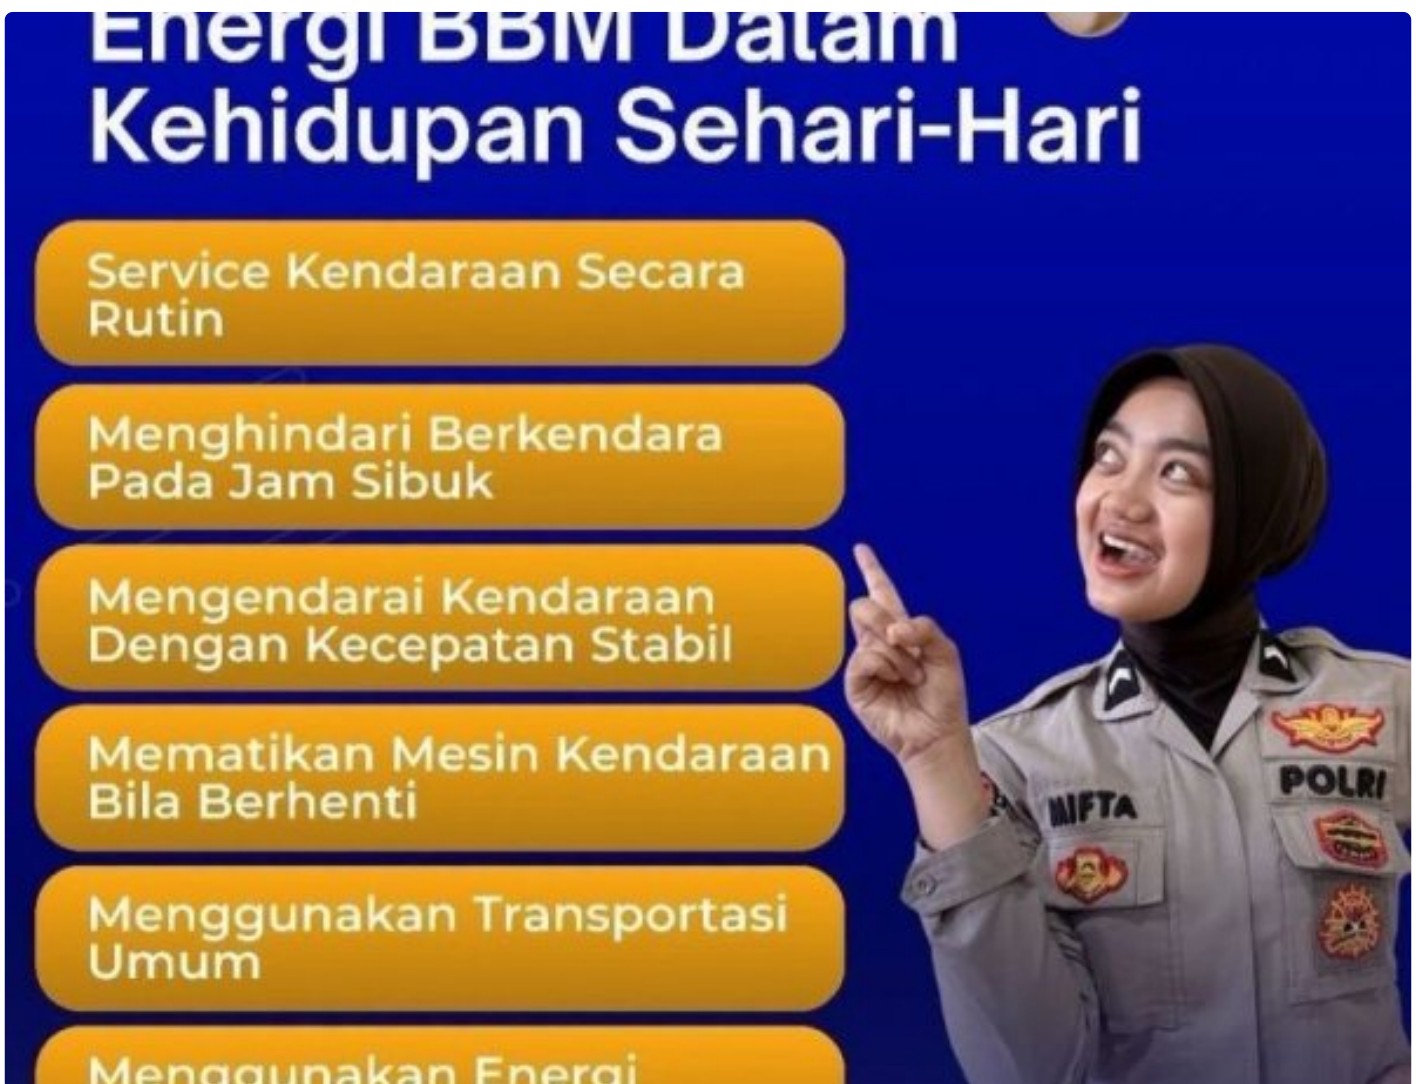 Energi BBM Dalam
Kehidupan Sehari-Hari
Service Kendaraan Secara
Rutin
Menghindari Berkendara
Pada Jam Sibuk
Mengendarai Kendaraan
Dengan Kecepatan Stabil
Mematikan Mesin Kendaraan
Bila Berhenti
MIFTA
POLRI
Menggunakan Transportasi
Umum
Menggunakan Energi